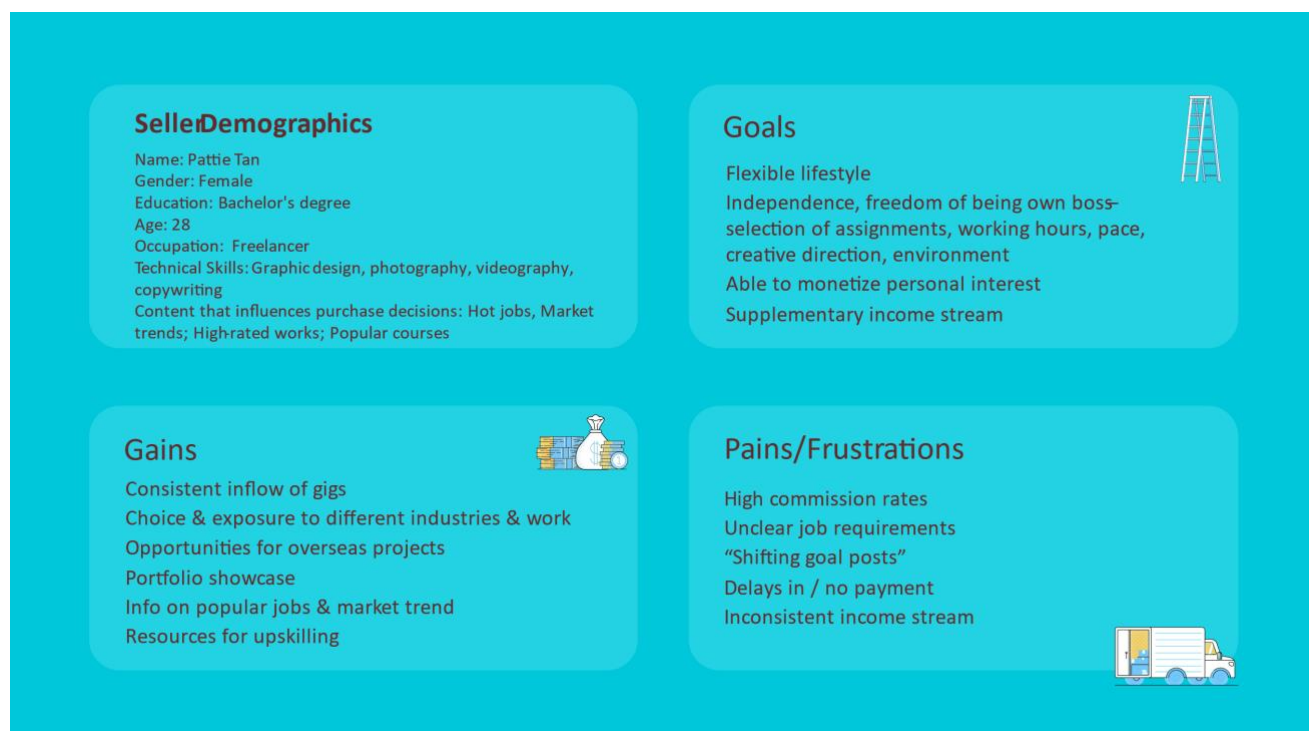 SellerDemographics
Name: Pattie Tan
Gender: Female
Education: Bachelor's degree
Age: 28
Occupation:  Freelancer
Technical Skills: Graphic design, photography, videography,
copywriting
Content that influences purchase decisions: Hot jobs, Market
trends; High-rated works; Popular courses
Goals
Flexible lifestyle
Independence, freedom of being own boss–
selection of assignments, working hours, pace,
creative direction, environment
Able to monetize personal interest
Supplementary income stream
Gains
Consistent inflow of gigs
Choice & exposure to different industries & work
Opportunities for overseas projects
Portfolio showcase
Info on popular jobs & market trend
Resources for upskilling
Pains/Frustrations
High commission rates
Unclear job requirements
“Shifting goal posts”
Delays in / no payment
Inconsistent income stream